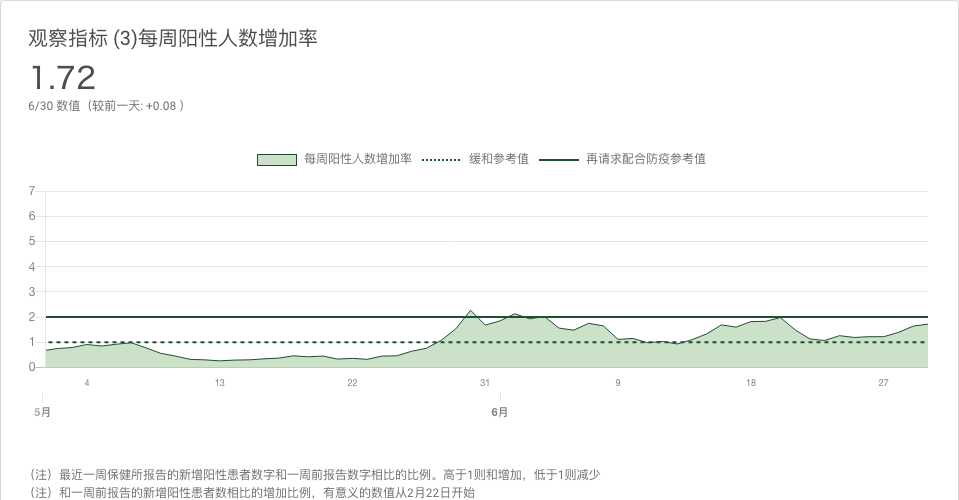 观察指标 (3)每周阳性人数增加率
1.72
6/30 数值（较前一天: +0.08 ）
每周阳性人数增加率 缓和参考值 再请求配合防疫参考值
7
6
5
4
3
2
1
0
4 13 22 31 9 18 27
5月 6月
（注）最近一周保健所报告的新增阳性患者数字和一周前报告数字相比的比例。高于1则和增加，低于1则减少
（注）和一周前报告的新增阳性患者数相比的增加比例，有意义的数值从2月22日开始